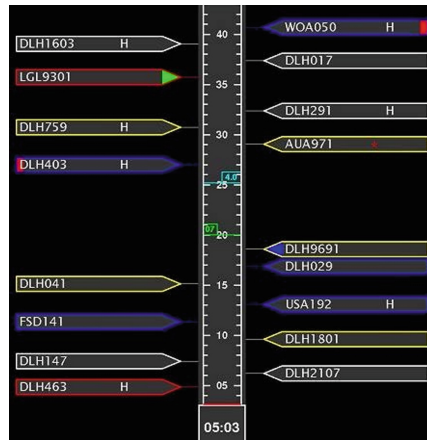 DLH1603 H
LGL9301
DLH759 H
DLH403 H
DLH041
FSD141
DLH147
DLH463 H
40
35
30
4.0
25
07
20
15
10
05
05:03
WOA050 H
DLH017
DLH291 H
AUA971
DLH9691
DLH029
USA192 H
DLH1801
DLH2107